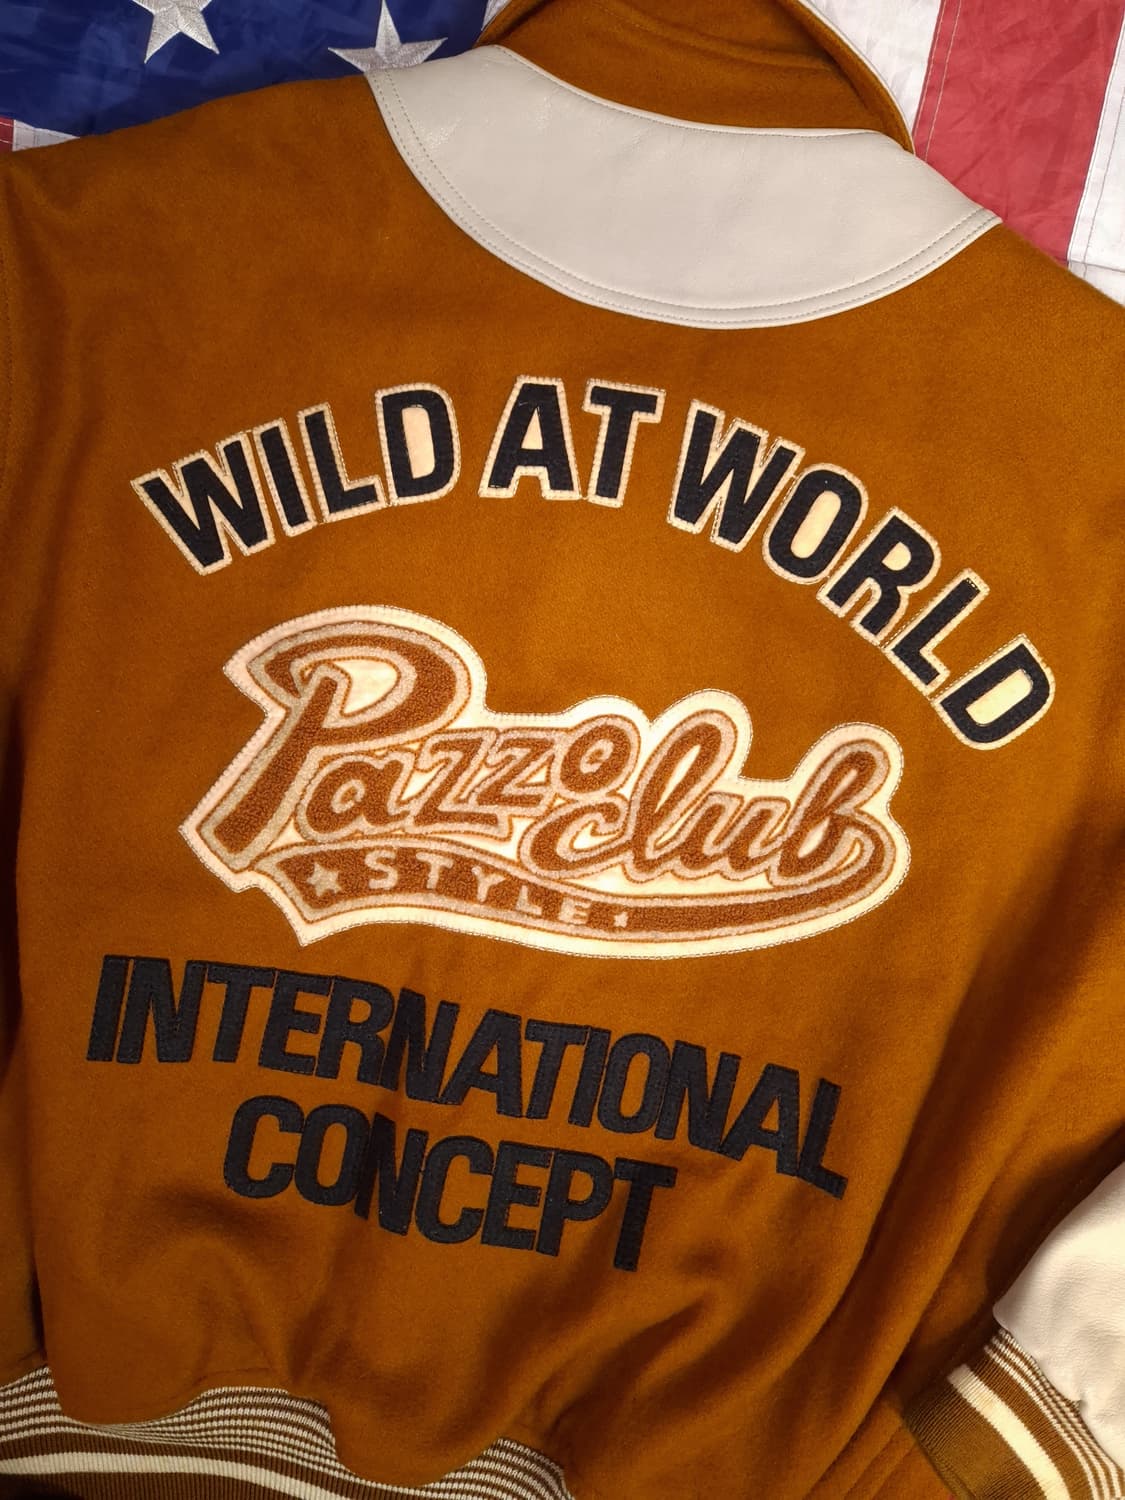 WILD AT WORLD
Pazzo
club
★STYLE★
INTERNATIONAL
CONCEPT